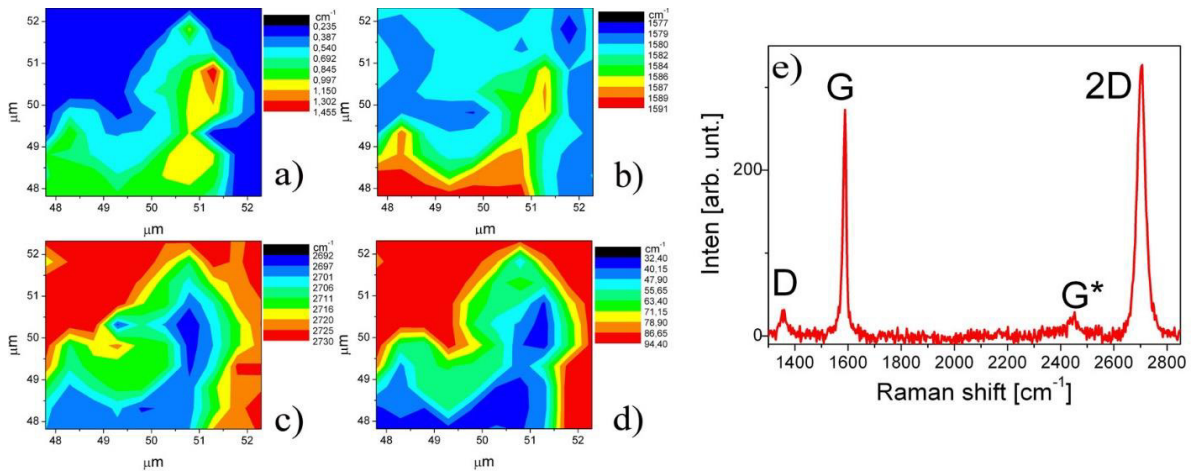 cm-1
0,235
0,387
0,540
0,692
0,845
0,997
1,150
1,302
1,455
52
51
50
49
48
μm
48 49 50 51 52
μm
a)
cm-1
1577
1579
1580
1582
1584
1586
1587
1589
1591
52
51
50
49
48
μm
48 49 50 51 52
μm
b)
cm-1
2692
2697
2701
2706
2711
2716
2720
2725
2730
52
51
50
49
48
μm
48 49 50 51 52
μm
c)
cm-1
32,40
40,15
47,90
55,65
63,40
71,15
78,90
86,65
94,40
52
51
50
49
48
μm
48 49 50 51 52
μm
d)
e)
G
2D
D
G*
200
0
Inten [arb. unt.]
1400 1600 1800 2000 2200 2400 2600 2800
Raman shift [cm-1]